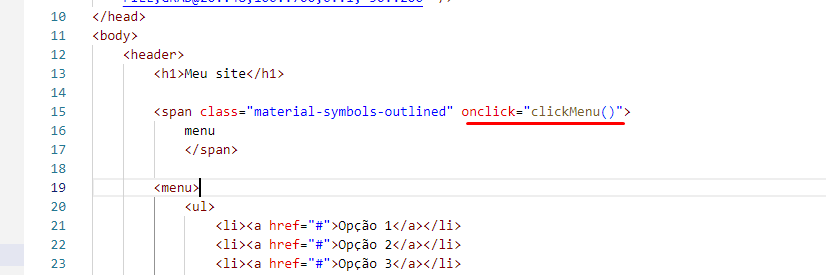 10 </head>
11 <body>
12 <header>
13 <h1>Meu site</h1>
14
15 <span class="material-symbols-outlined" onclick="clickMenu()">
16 menu
17 </span>
18
19 <menu>
20 <ul>
21 <li><a href="#">Opção 1</a></li>
22 <li><a href="#">Opção 2</a></li>
23 <li><a href="#">Opção 3</a></li>